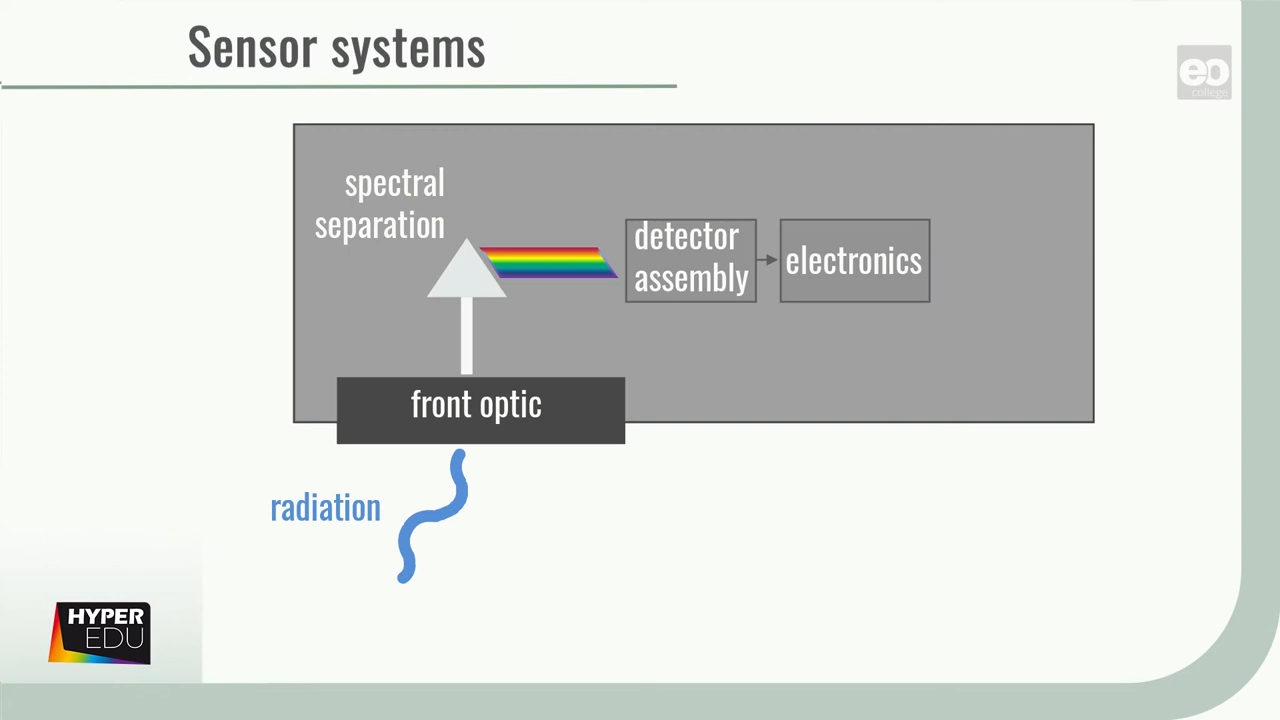 Sensor systems
eo
college
spectral
separation
detector
assembly
electronics
front optic
radiation
HYPER
EDU